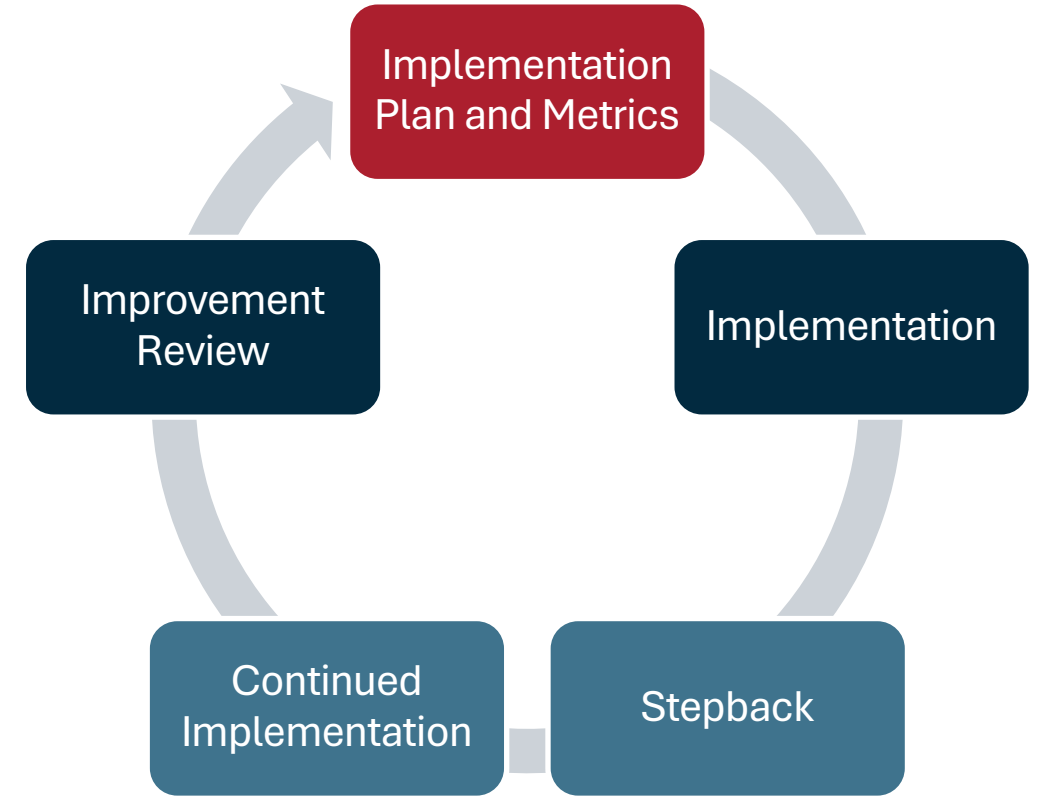 Implementation
Plan and Metrics
Implementation
Stepback
Continued
Implementation
Improvement
Review